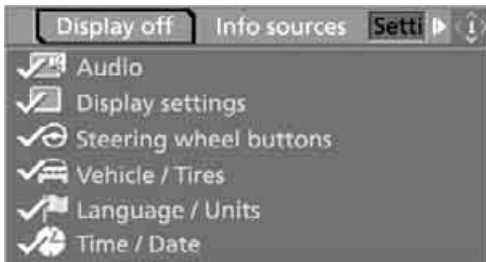 Display off Info sources Setti
Audio
Display settings
Steering wheel buttons
Vehicle / Tires
Language / Units
Time / Date